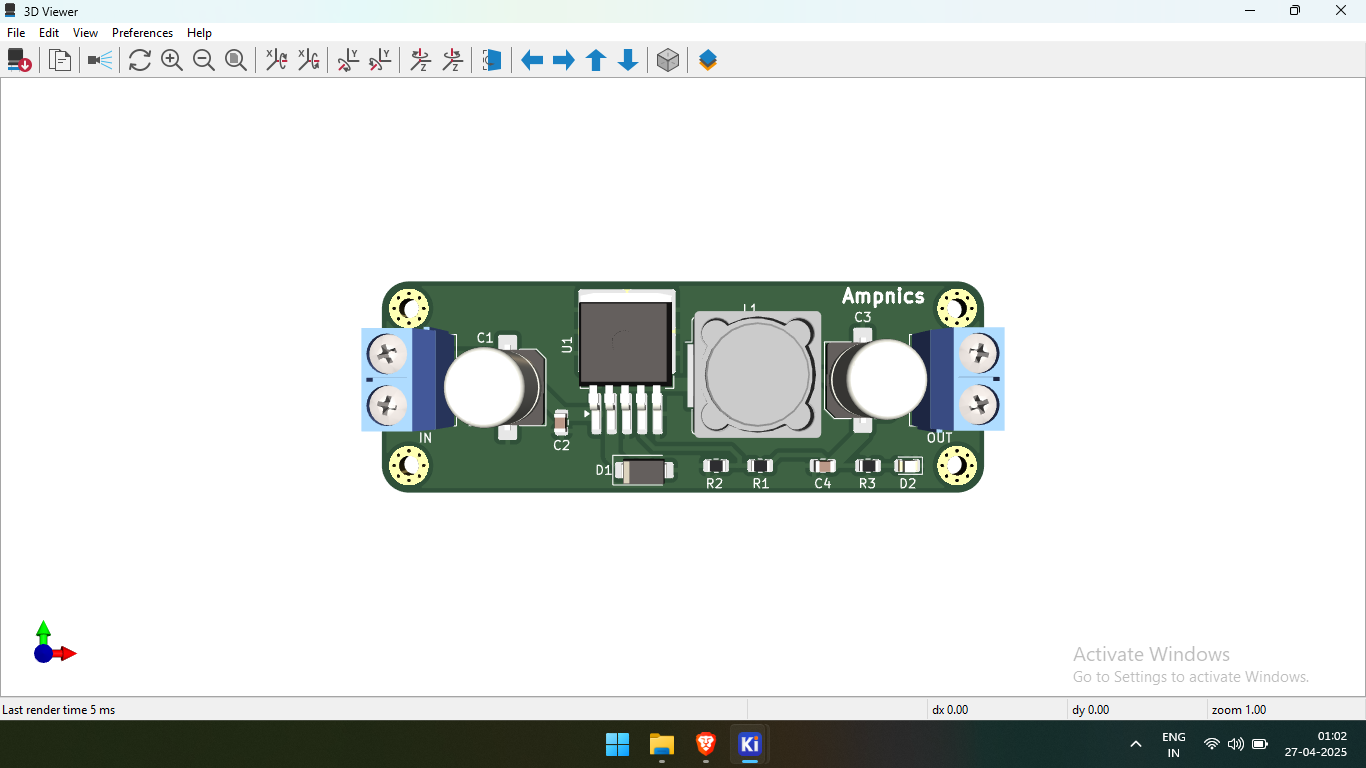 3D Viewer
File Edit View Preferences Help
X X Y Y Z Z
Ampnics
L1
C3
C1
U1
IN
OUT
C2
D1
R2 R1 C4 R3 D2
Activate Windows
Go to Settings to activate Windows.
Last render time 5 ms dx 0.00 dy 0.00 zoom 1.00
Ki
ENG
IN
01:02
27-04-2025